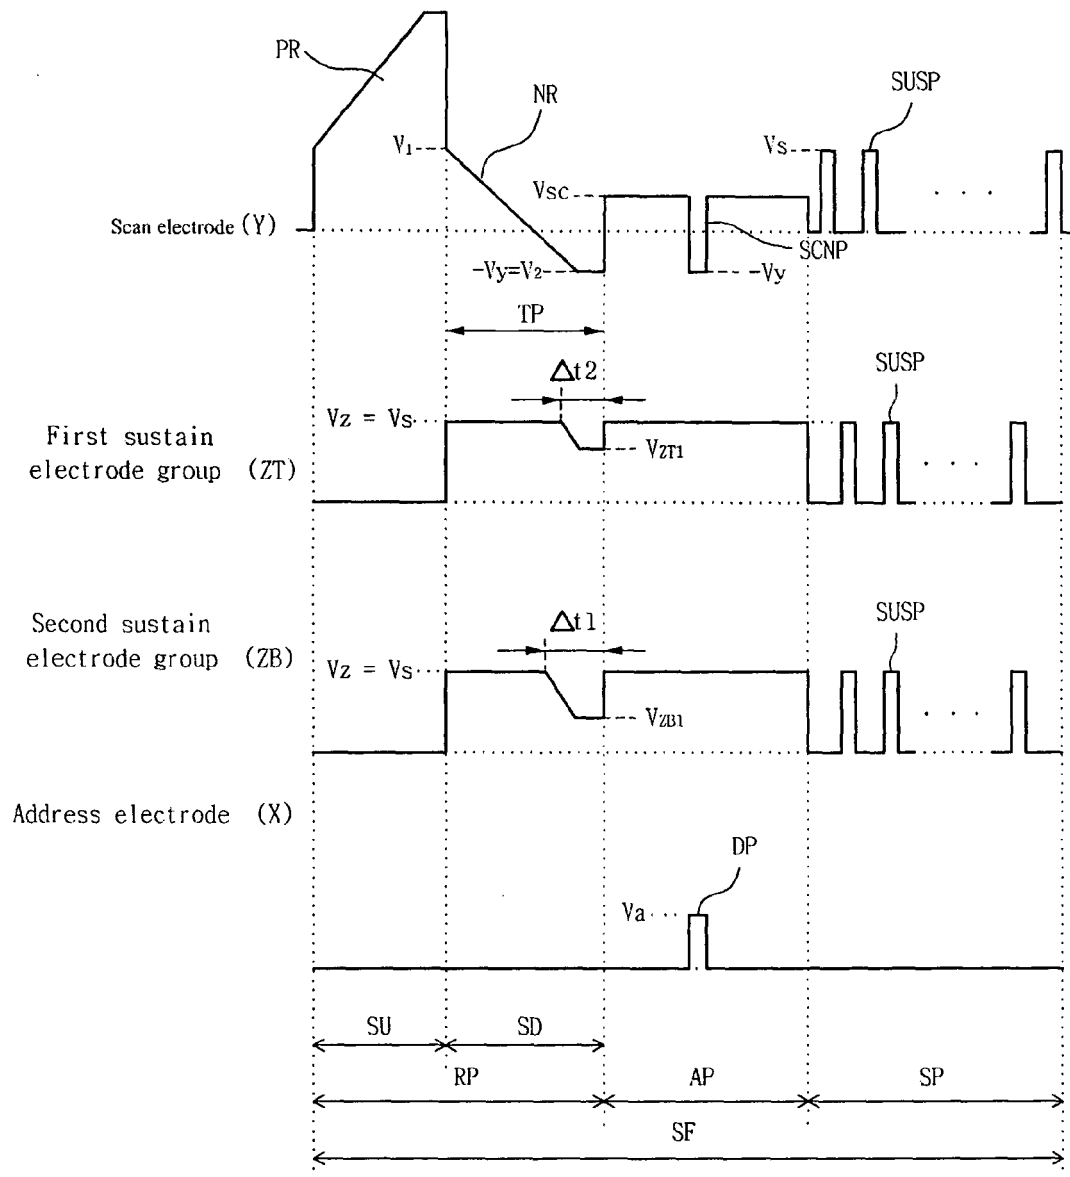 PR
NR
SUSP
V1
Vs
Vsc
Scan electrode (Y)
SCNP
-Vy=V2
-Vy
TP
Δt2
SUSP
Vz = Vs
First sustain
electrode group (ZT)
VZT1
Δt1
SUSP
Second sustain
electrode group (ZB)
Vz = Vs
VZB1
Address electrode (X)
DP
Va
SU
SD
RP
AP
SP
SF